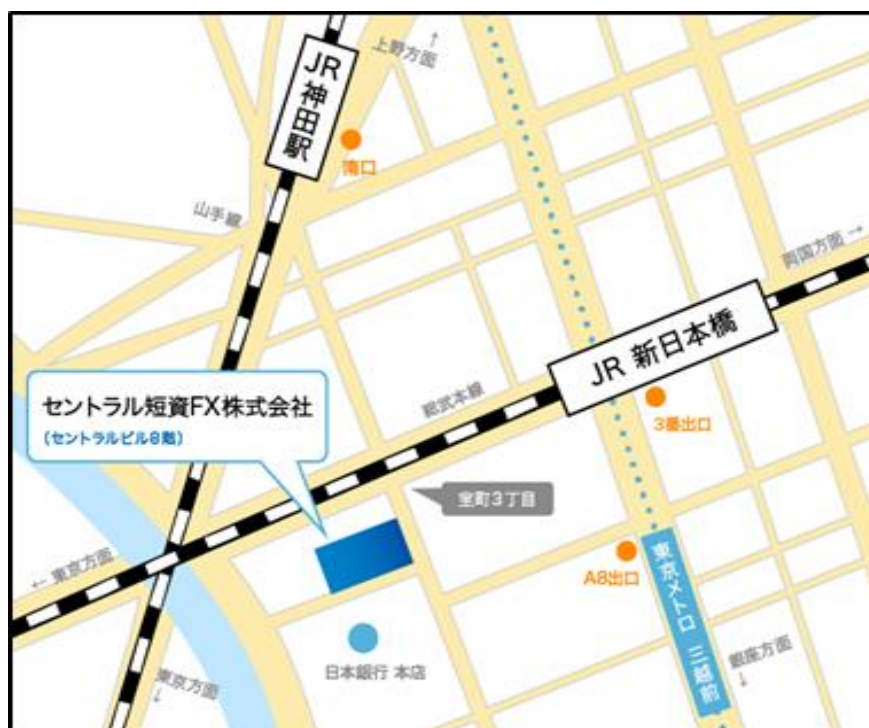 ↑
上野方面
JR 神田駅
南口
山手線
両国方面 →
JR 新日本橋
総武本線
3番出口
セントラル短資FX株式会社
(セントラルビル8階)
室町3丁目
← 東京方面
A8出口
東京メトロ 三越前
日本銀行 本店
銀座方面
↓
東京方面
↓